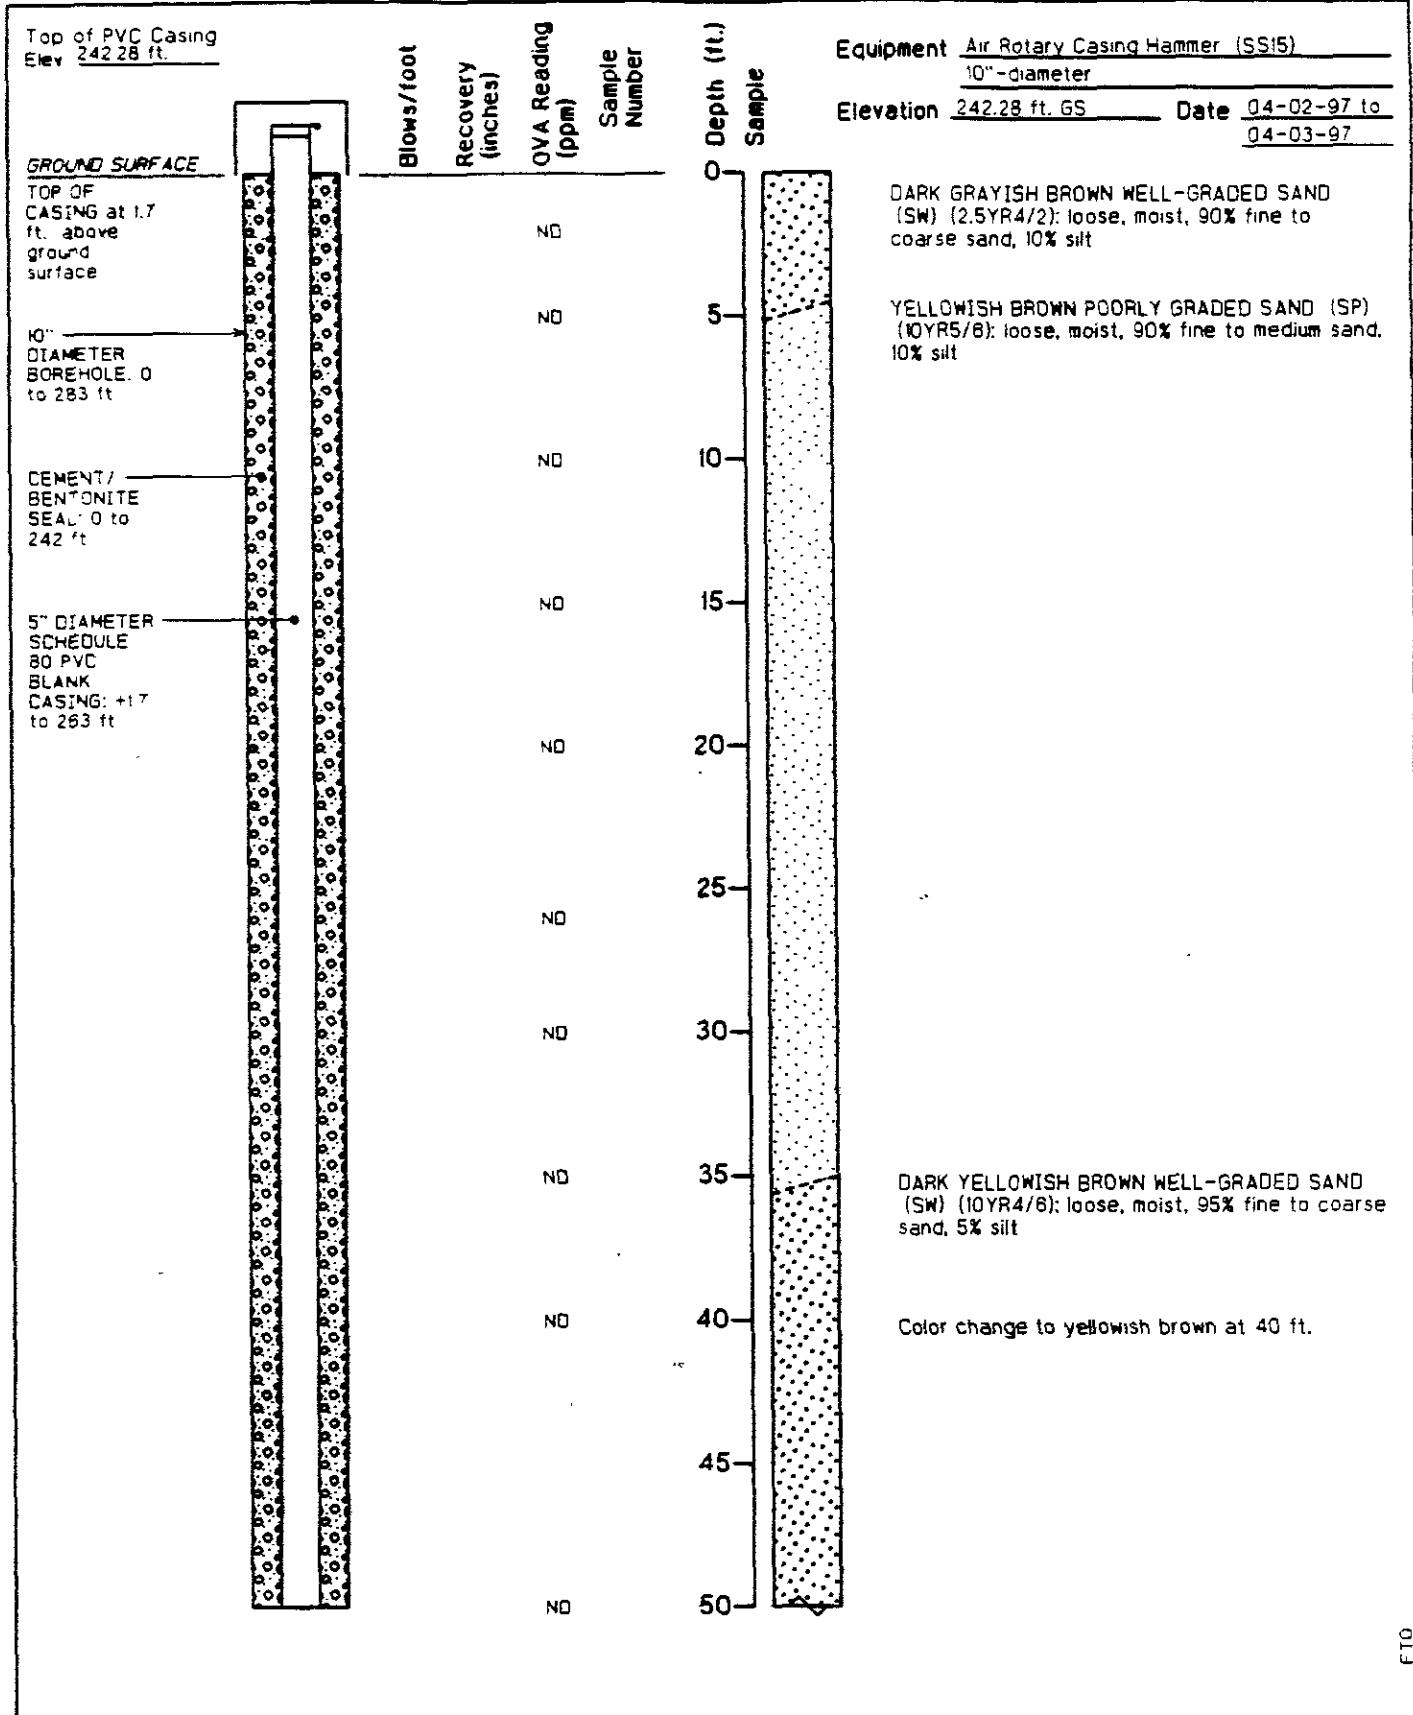 Top of PVC Casing
Elev 242.28 ft.
Blows/foot
Recovery
(inches)
OVA Reading
(ppm)
Sample
Number
Depth (ft.)
Sample
Equipment Air Rotary Casing Hammer (SS15)
10"-diameter
Elevation 242.28 ft. GS Date 04-02-97 to
04-03-97
GROUND SURFACE
TOP OF
CASING at 1.7
ft. above
ground
surface
10"
DIAMETER
BOREHOLE. 0
to 283 ft
CEMENT/
BENTONITE
SEAL: 0 to
242 ft
5" DIAMETER
SCHEDULE
80 PVC
BLANK
CASING: +1.7
to 263 ft
ND
ND
ND
ND
ND
ND
ND
ND
ND
ND
0
5
10
15
20
25
30
35
40
45
50
DARK GRAYISH BROWN WELL-GRADED SAND
(SW) (2.5YR4/2): loose, moist, 90% fine to
coarse sand, 10% silt
YELLOWISH BROWN POORLY GRADED SAND (SP)
(10YR5/6): loose, moist, 90% fine to medium sand,
10% silt
DARK YELLOWISH BROWN WELL-GRADED SAND
(SW) (10YR4/6): loose, moist, 95% fine to coarse
sand, 5% silt
Color change to yellowish brown at 40 ft.